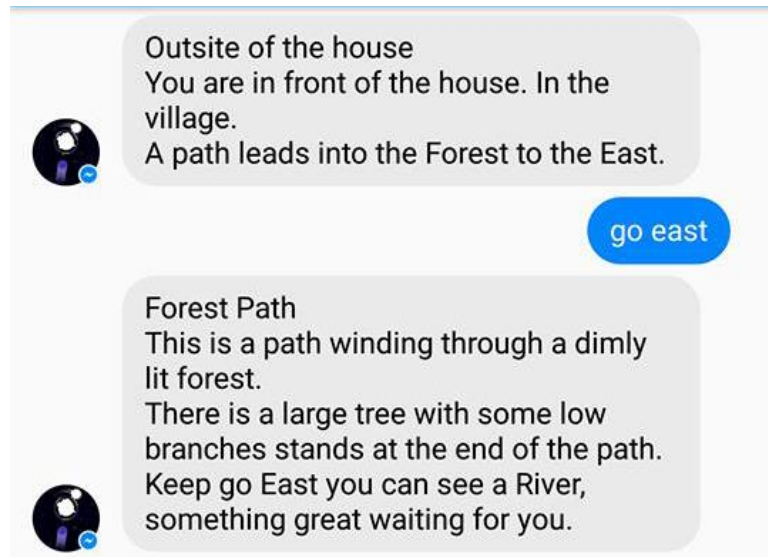 Outsite of the house
You are in front of the house. In the
village.
A path leads into the Forest to the East.
go east
Forest Path
This is a path winding through a dimly
lit forest.
There is a large tree with some low
branches stands at the end of the path.
Keep go East you can see a River,
something great waiting for you.